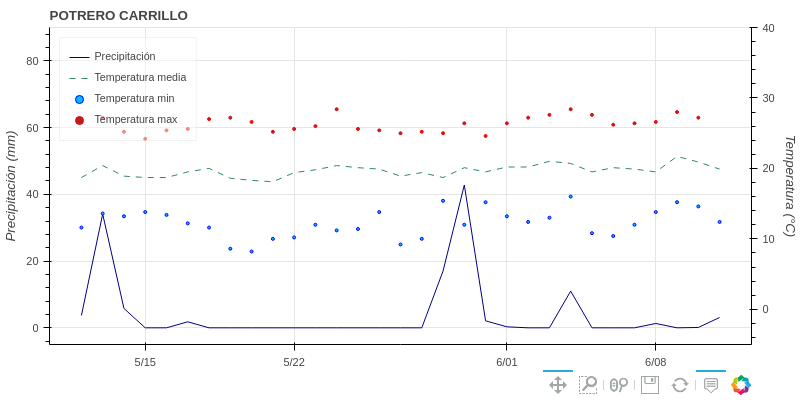 POTRERO CARRILLO
Precipitación
Temperatura media
Temperatura min
Temperatura max
Precipitación (mm)
80
60
40
20
0
Temperatura (°C)
40
30
20
10
0
5/15
5/22
6/01
6/08